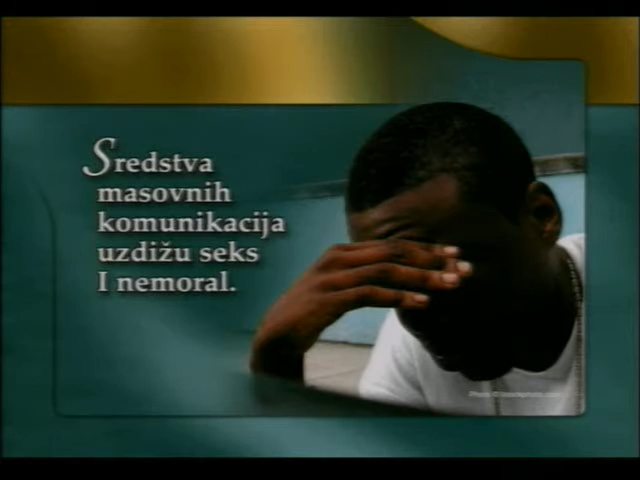 Sredstva
masovnih
komunikacija
uzdižu seks
I nemoral.